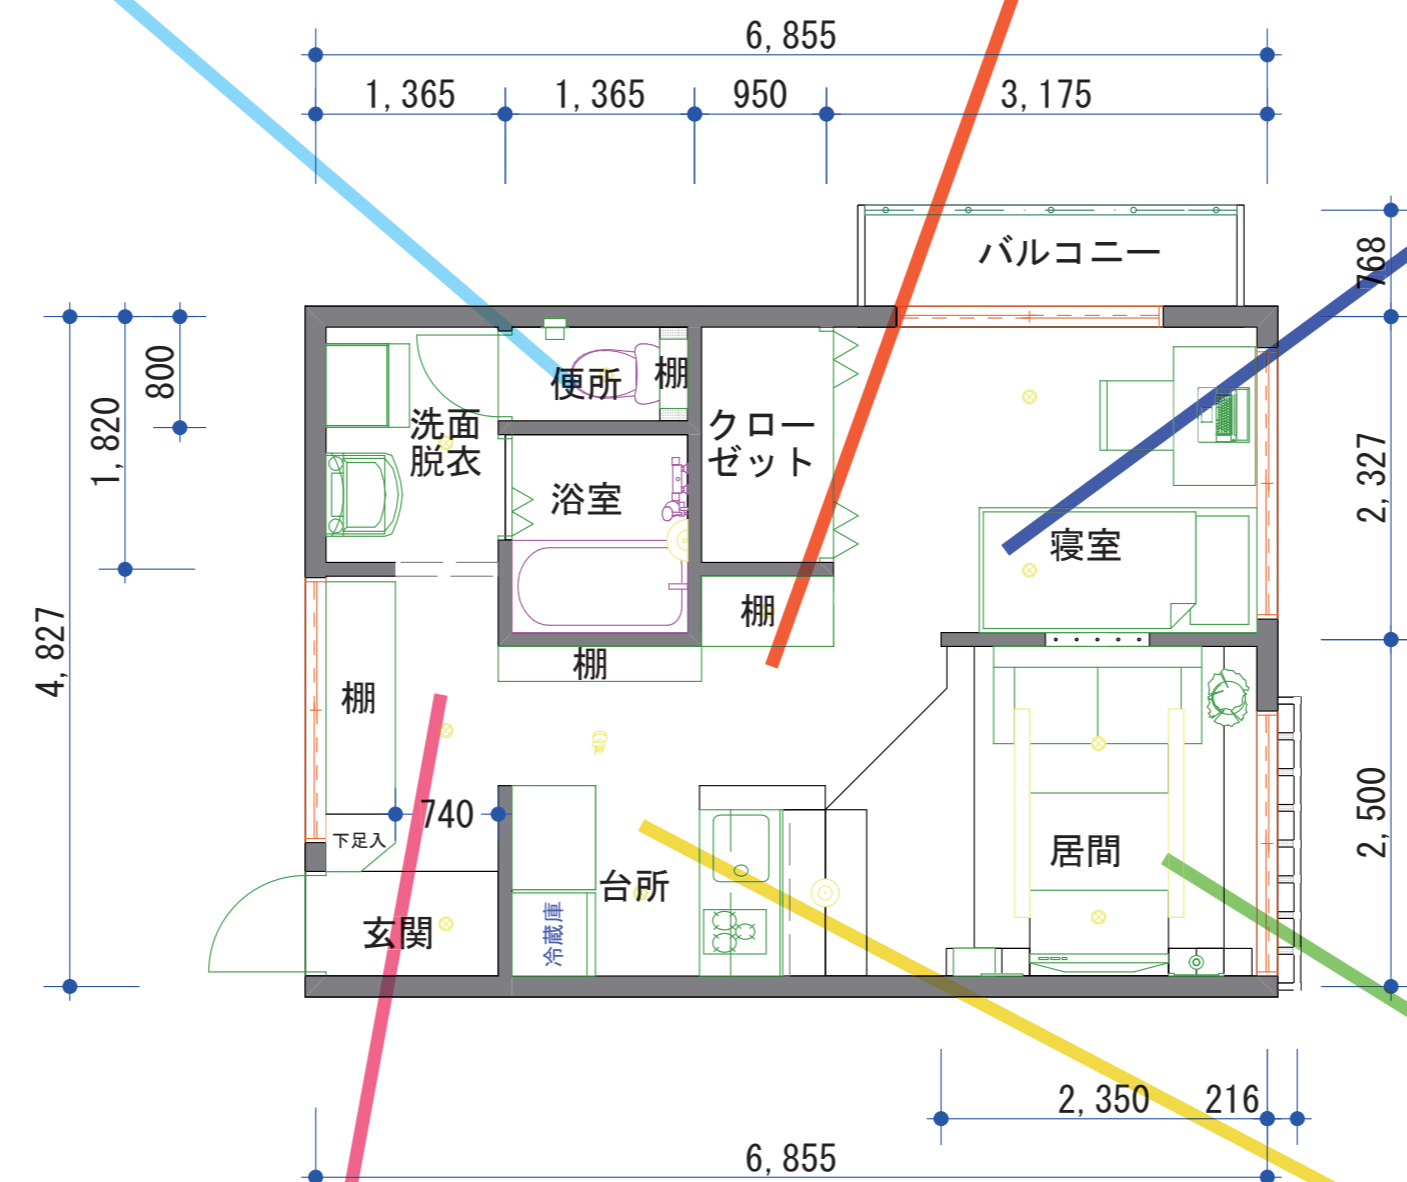 6,855
1,365
1,365
950
3,175
バルコニー
768
800
1,820
4,827
便所
棚
洗面
脱衣
クロー
ゼット
浴室
2,327
寝室
棚
棚
棚
740
下足入
台所
居間
2,500
玄関
冷蔵庫
2,350
216
6,855